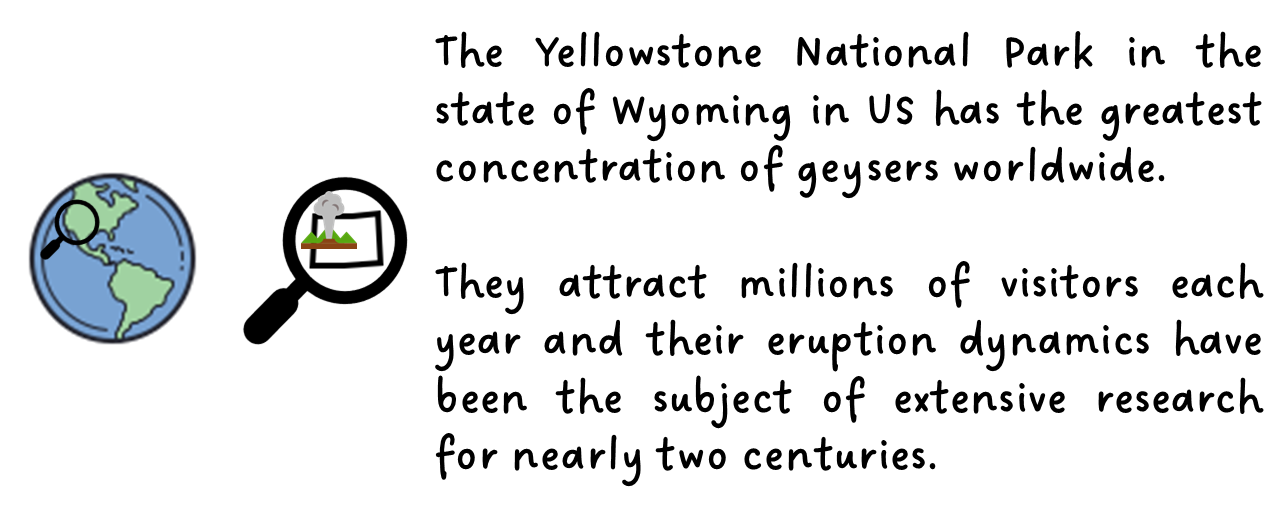 The Yellowstone National Park in the
state of Wyoming in US has the greatest
concentration of geysers worldwide.
They attract millions of visitors each
year and their eruption dynamics have
been the subject of extensive research
for nearly two centuries.